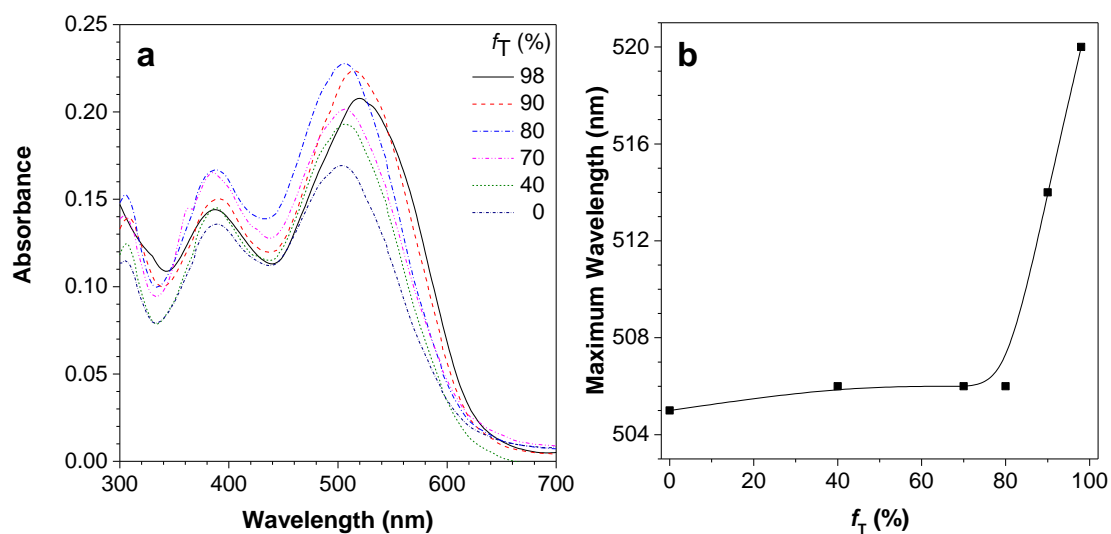 a
f_T (%)
98
90
80
70
40
0
0.25
0.20
0.15
0.10
0.05
0.00
Absorbance
300 400 500 600 700
Wavelength (nm)
b
520
516
512
508
504
Maximum Wavelength (nm)
0 20 40 60 80 100
f_T (%)